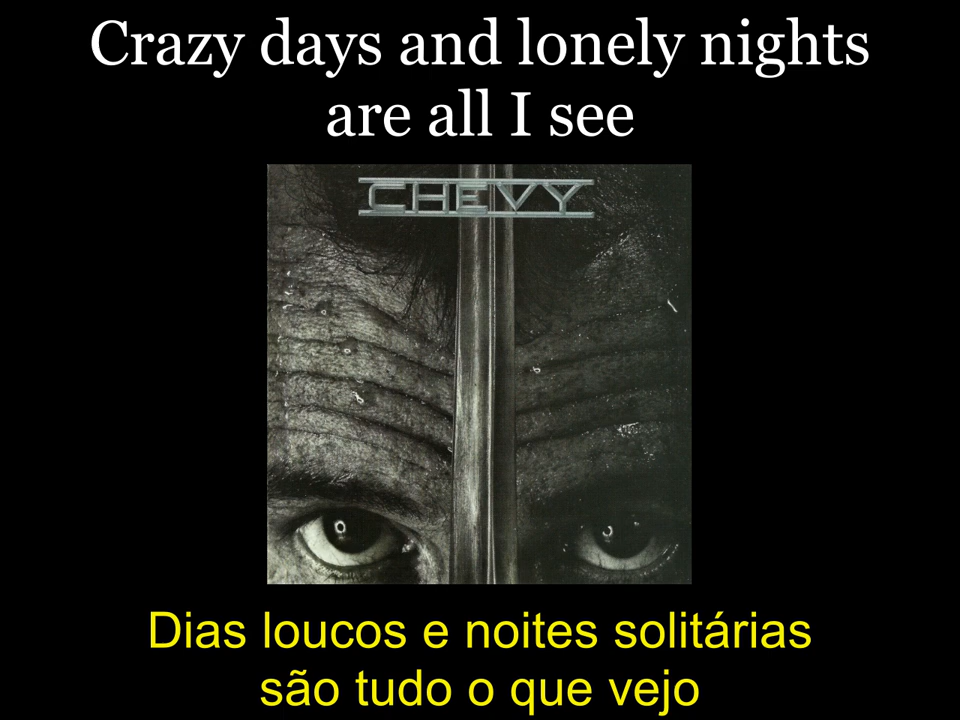 Crazy days and lonely nights
are all I see
CHEVY
Dias loucos e noites solitárias
são tudo o que vejo